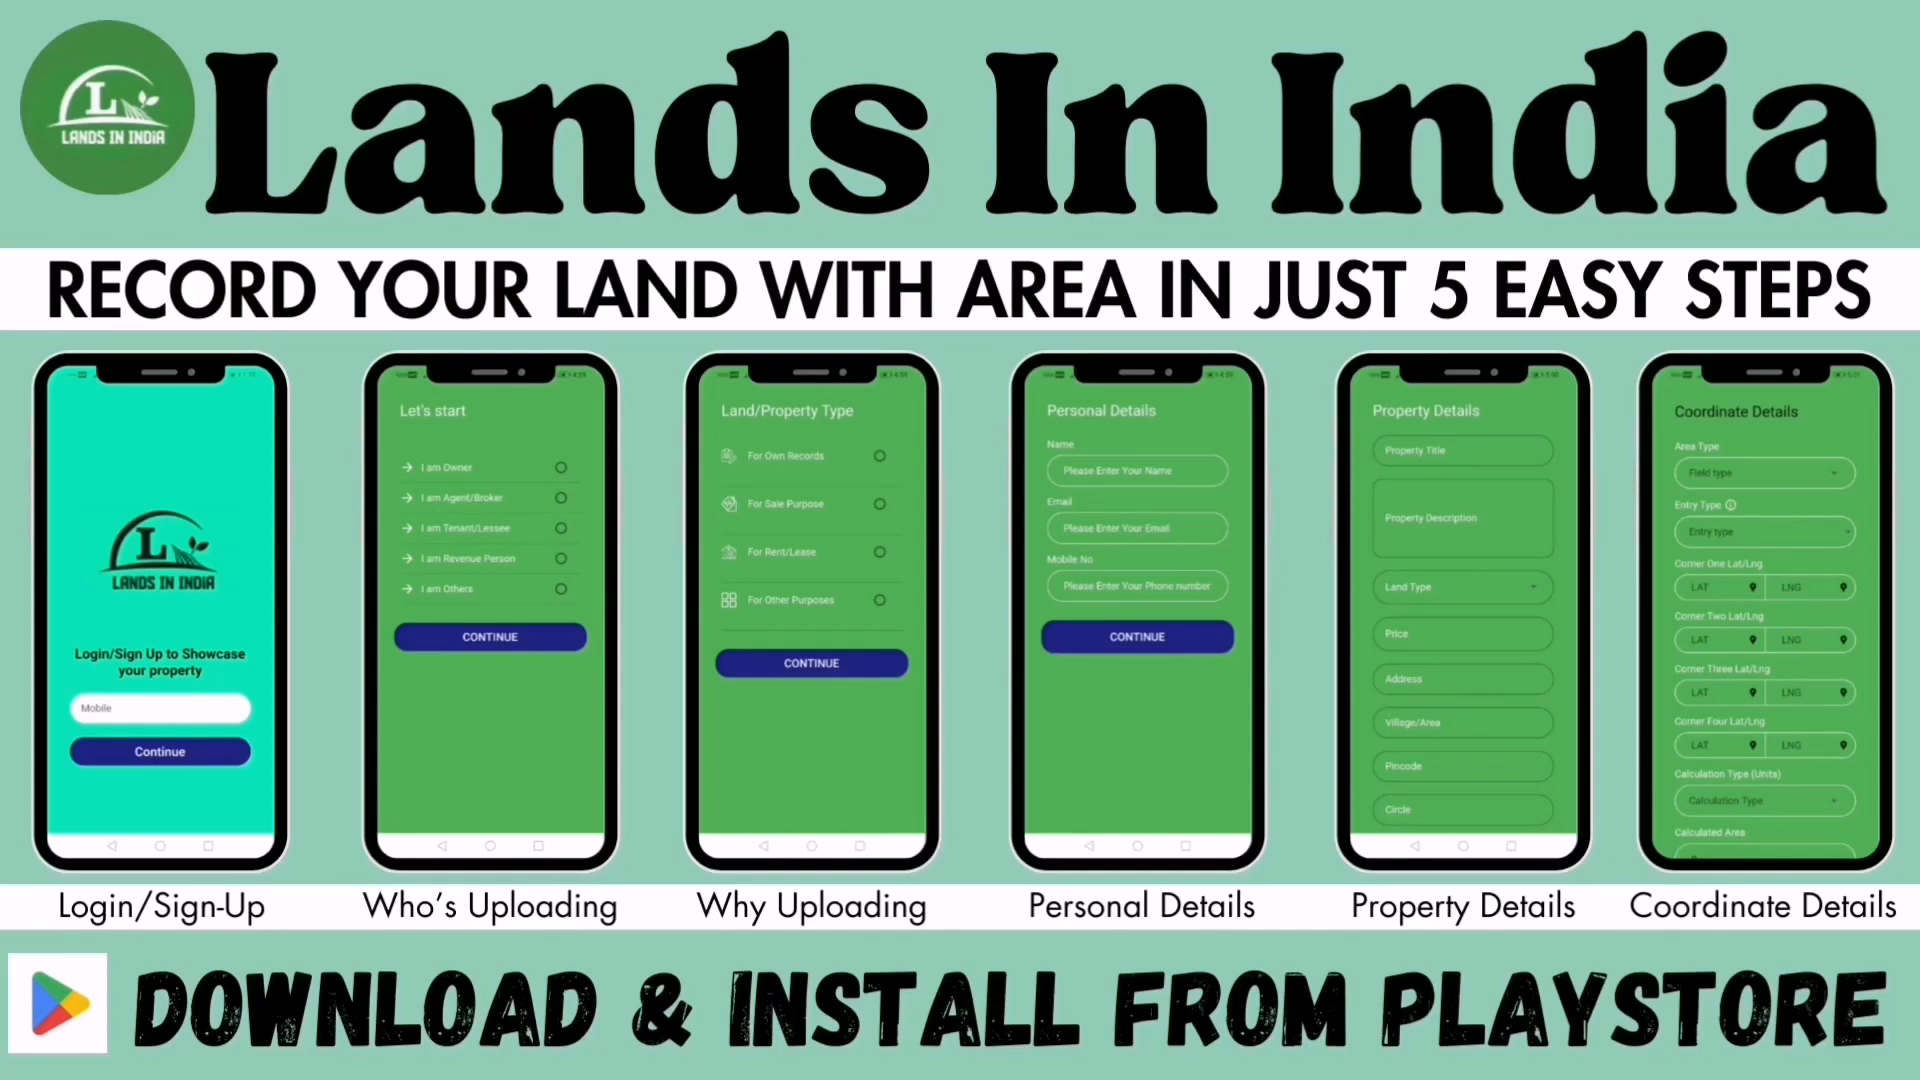 LANDS IN INDIA
Lands In India
RECORD YOUR LAND WITH AREA IN JUST 5 EASY STEPS
L
LANDS IN INDIA
Login/Sign Up to Showcase
your property
Mobile
Continue
Login/Sign-Up
4:59
Let's start
I am Owner
I am Agent/Broker
I am Tenant/Lessee
I am Revenue Person
I am Others
CONTINUE
Who's Uploading
4:59
Land/Property Type
For Own Records
For Sale Purpose
For Rent/Lease
For Other Purposes
CONTINUE
Why Uploading
Personal Details
Name
Please Enter Your Name
Email
Please Enter Your Email
Mobile No
Please Enter Your Phone number
CONTINUE
Personal Details
5:00
Property Details
Property Title
Property Description
Land Type
Price
Address
Village/Area
Pincode
Circle
Property Details
5:01
Coordinate Details
Area Type
Field type
Entry Type
Entry type
Corner One Lat/Lng
LAT LNG
Corner Two Lat/Lng
LAT LNG
Corner Three Lat/Lng
LAT LNG
Corner Four Lat/Lng
LAT LNG
Calculation Type (Units)
Calculation Type
Calculated Area
Coordinate Details
DOWNLOAD & INSTALL FROM PLAYSTORE